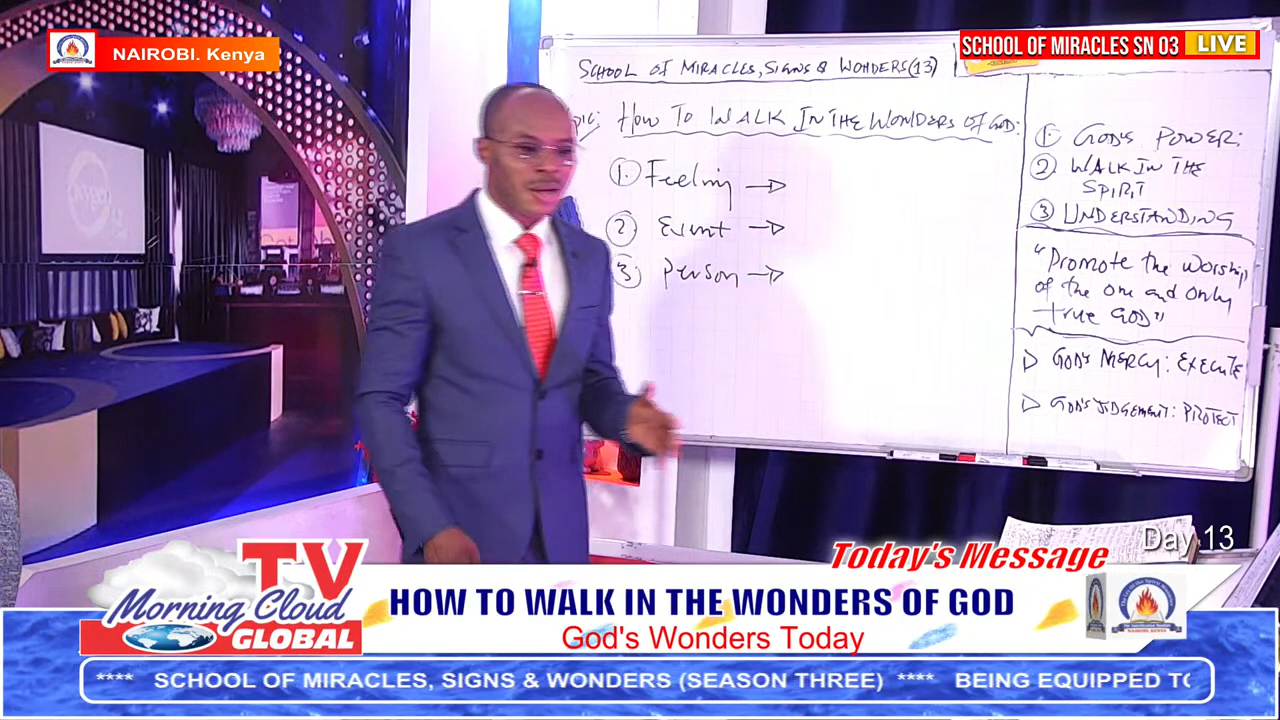 NAIROBI. Kenya
SCHOOL OF MIRACLES SN 03 LIVE
SCHOOL OF MIRACLES, SIGNS & WONDERS (13)
HOW TO WALK IN THE WONDERS OF GOD:
1. Feeling →
2. Event →
3. Person →
1. GOD'S POWER:
2. WALK IN THE
SPIRIT
3. UNDERSTANDING
"Promote the worship
of the one and only
true GOD"
▷ GOD'S MERCY: EXECUTE
▷ GOD'S JUDGEMENT: PROTECT
Day 13
Today's Message
TV
Morning Cloud
GLOBAL
HOW TO WALK IN THE WONDERS OF GOD
God's Wonders Today
NAIROBI, KENYA
**** SCHOOL OF MIRACLES, SIGNS & WONDERS (SEASON THREE) **** BEING EQUIPPED TO